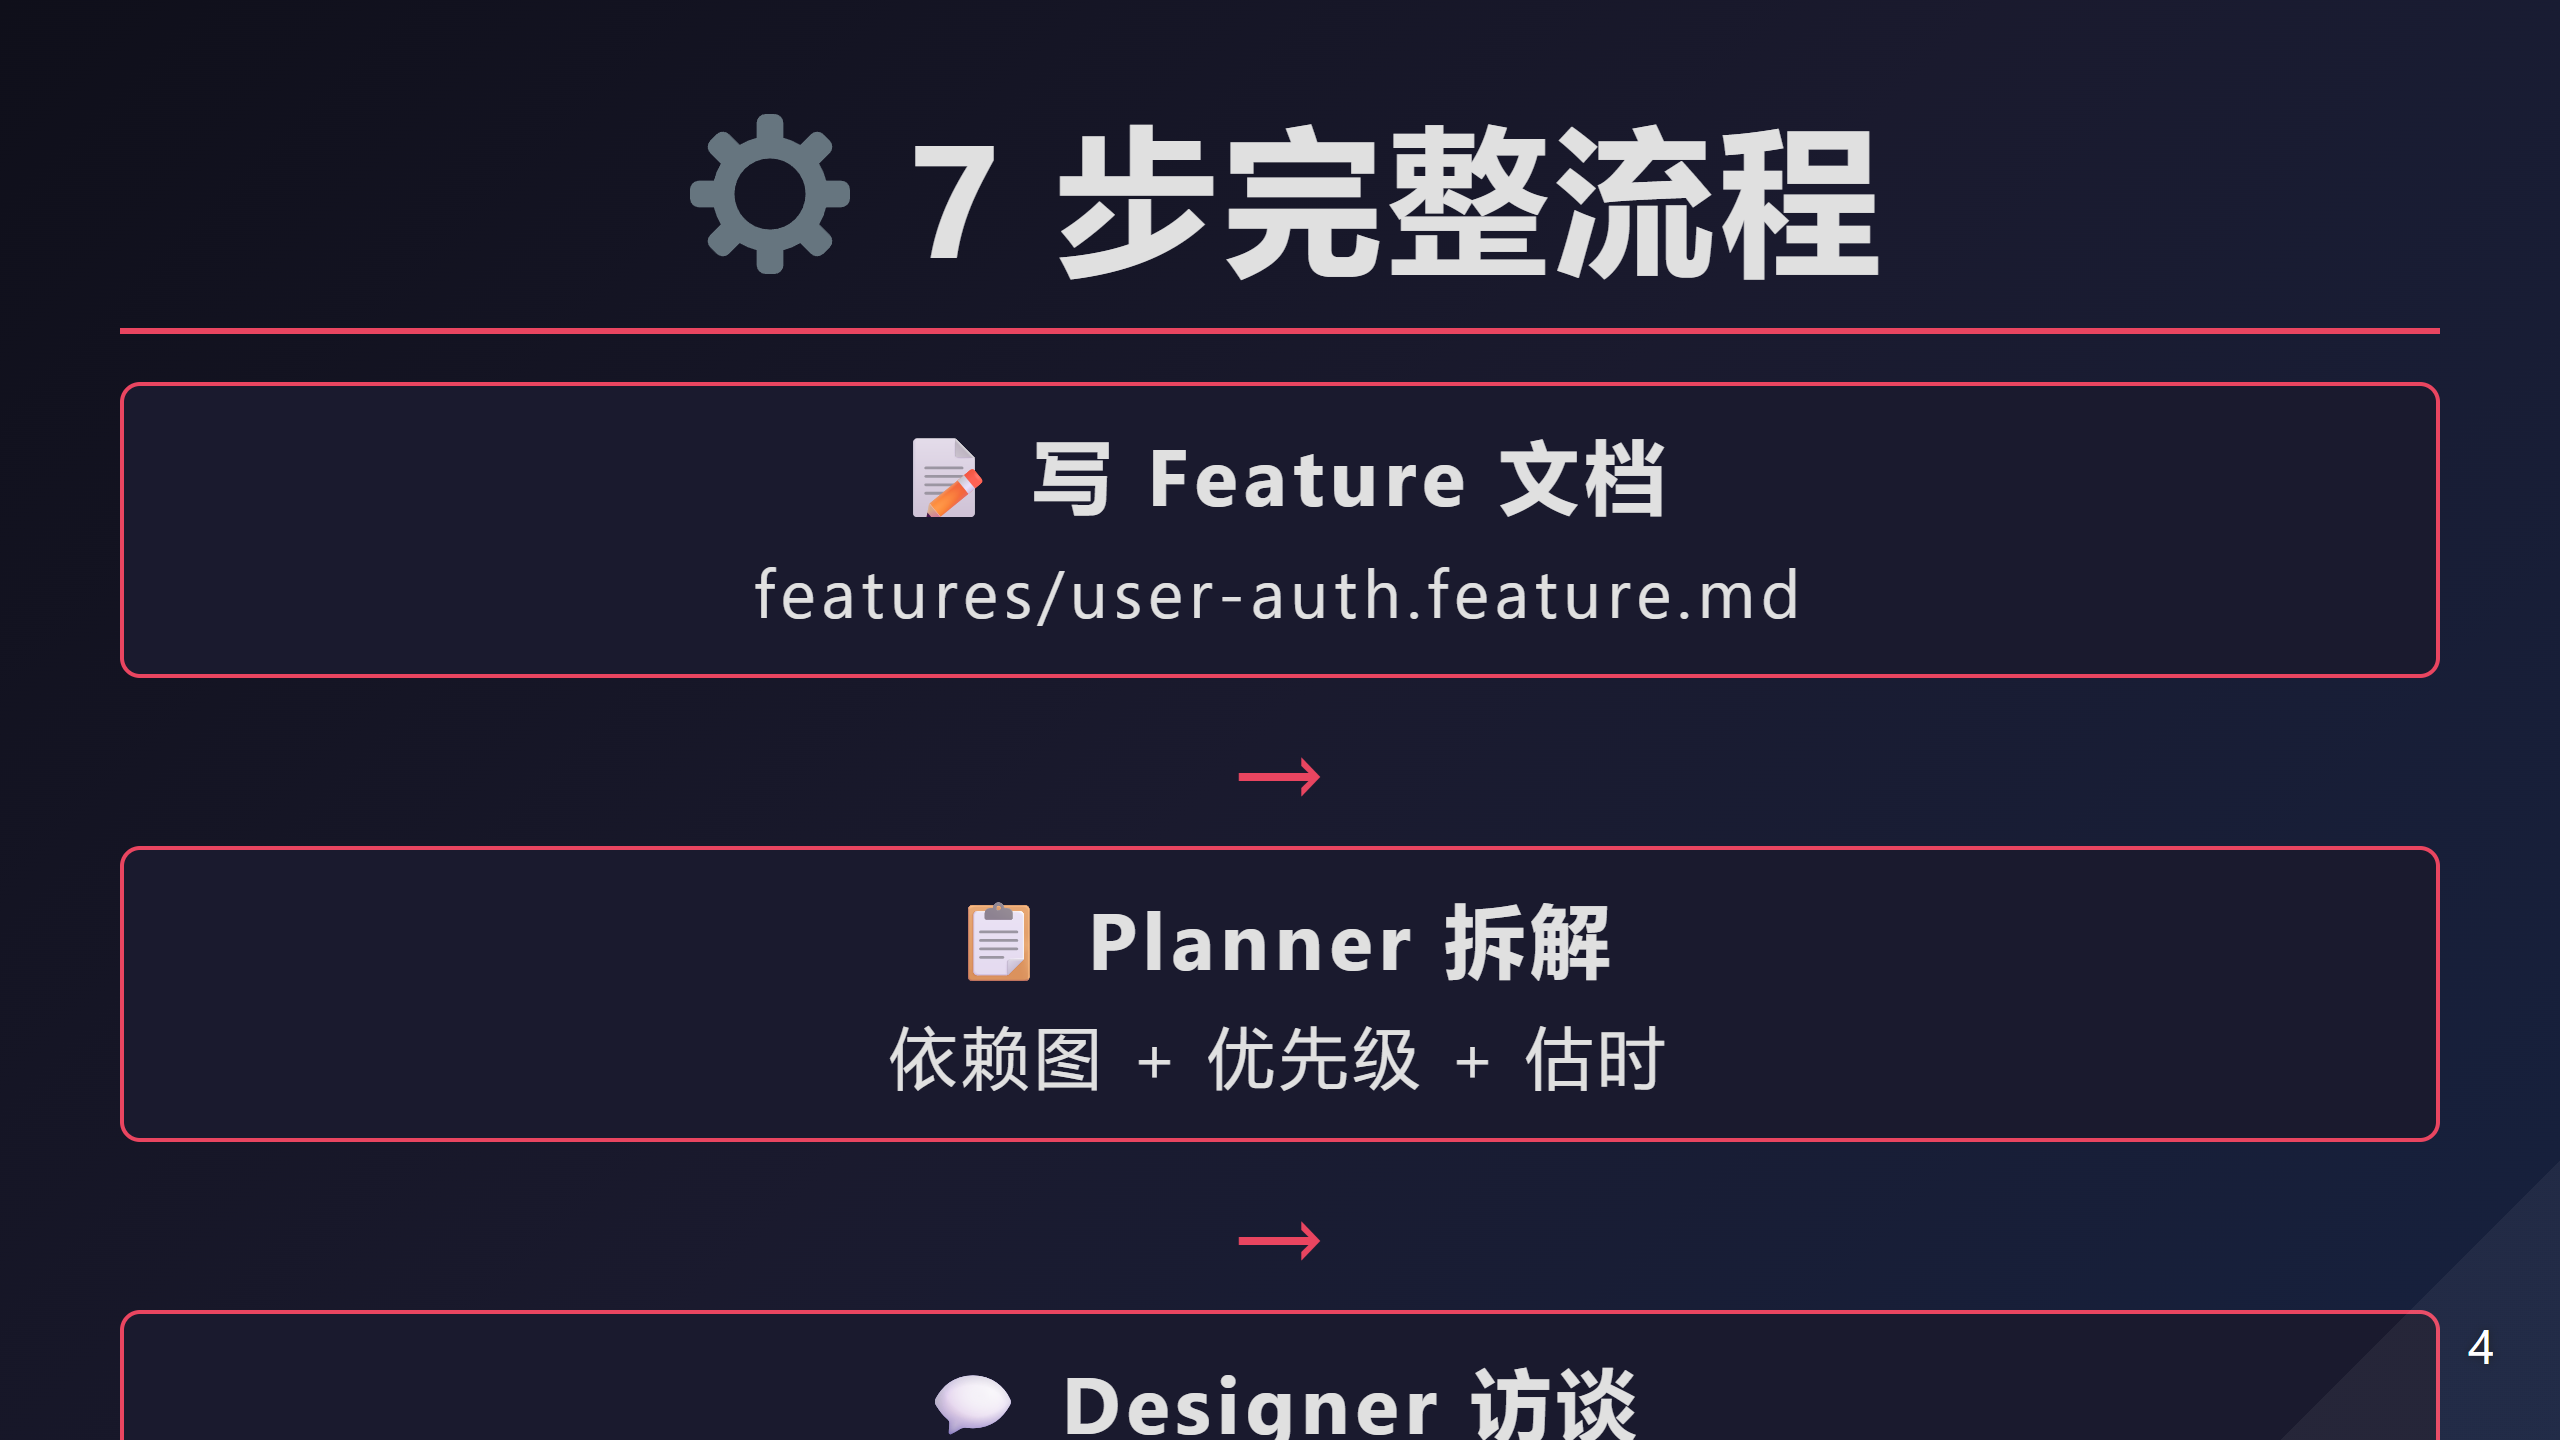 7 步完整流程
写 Feature 文档
features/user-auth.feature.md
→
Planner 拆解
依赖图 + 优先级 + 估时
→
Designer 访谈
4